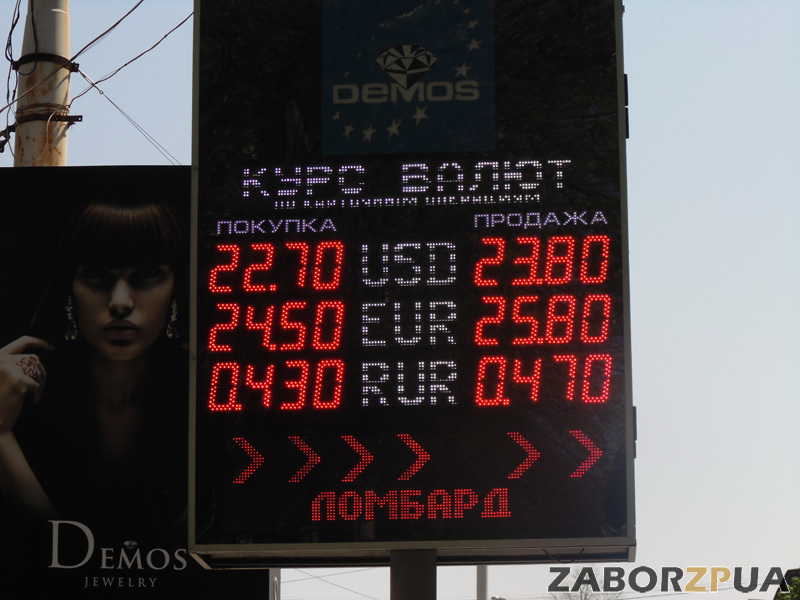 DEMOS
КУРС ВАЛЮТ
ПОКУПКА ПРОДАЖА
22.70 USD 23.80
24.50 EUR 25.80
0.430 RUR 0.470
ЛОМБАРД
DEMOS
JEWELRY
ZABORZPUA